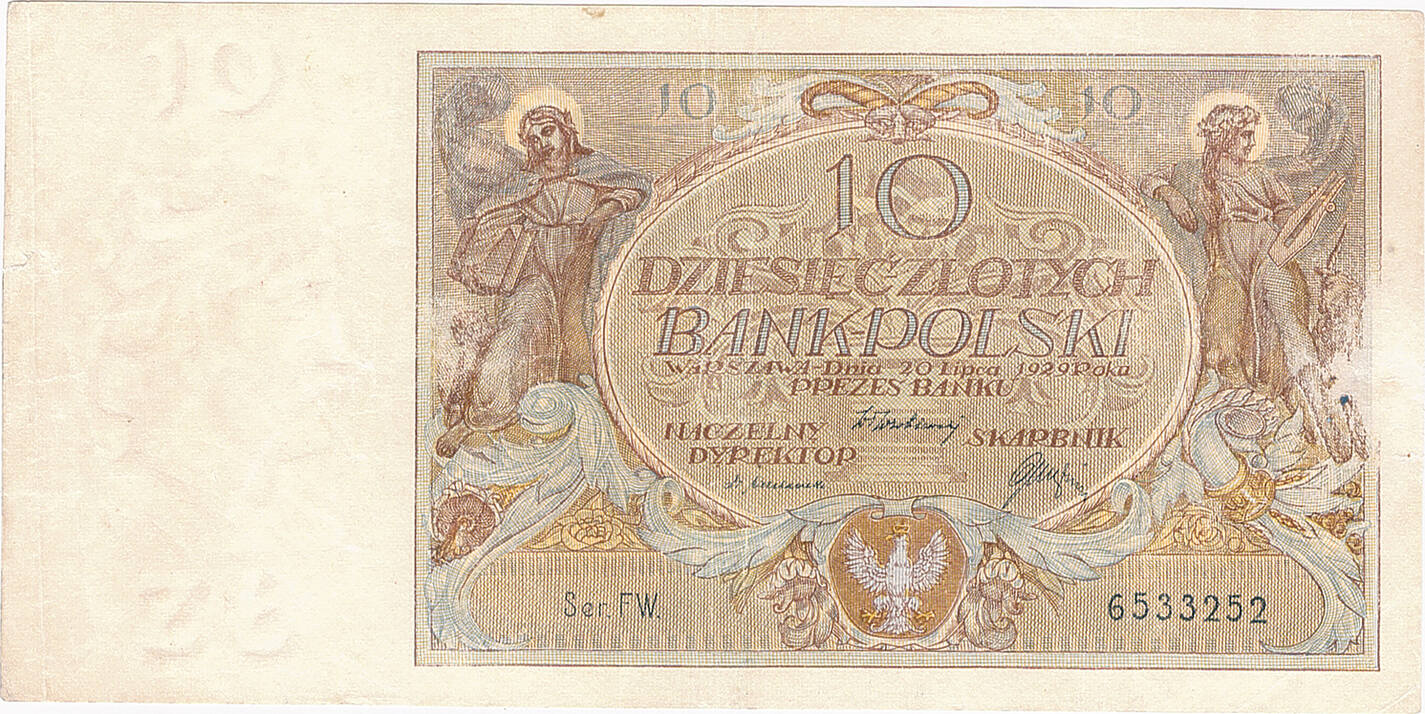 10 10
10
DZIESIĘĆ ZŁOTYCH
BANK-POLSKI
WARSZAWA-Dnia 20 Lipca 1929 Roku
PREZES BANKU
NACZELNY SKARBNIK
DYREKTOR
Ser. FW. 6533252